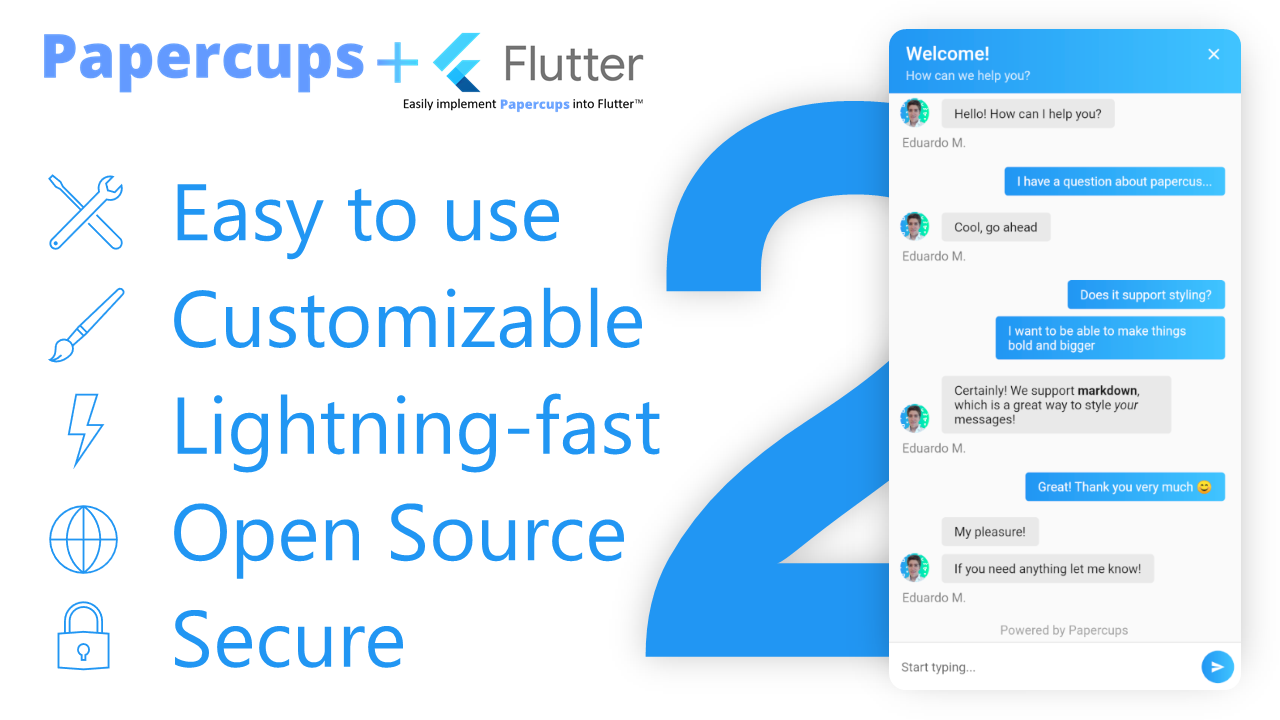 Papercups + Flutter
Easily implement Papercups into Flutter™
Easy to use
Customizable
Lightning-fast
Open Source
Secure
2
Welcome!
How can we help you?
Hello! How can I help you?
Eduardo M.
I have a question about papercus...
Cool, go ahead
Eduardo M.
Does it support styling?
I want to be able to make things
bold and bigger
Certainly! We support markdown,
which is a great way to style your
messages!
Eduardo M.
Great! Thank you very much 😊
My pleasure!
If you need anything let me know!
Eduardo M.
Powered by Papercups
Start typing...